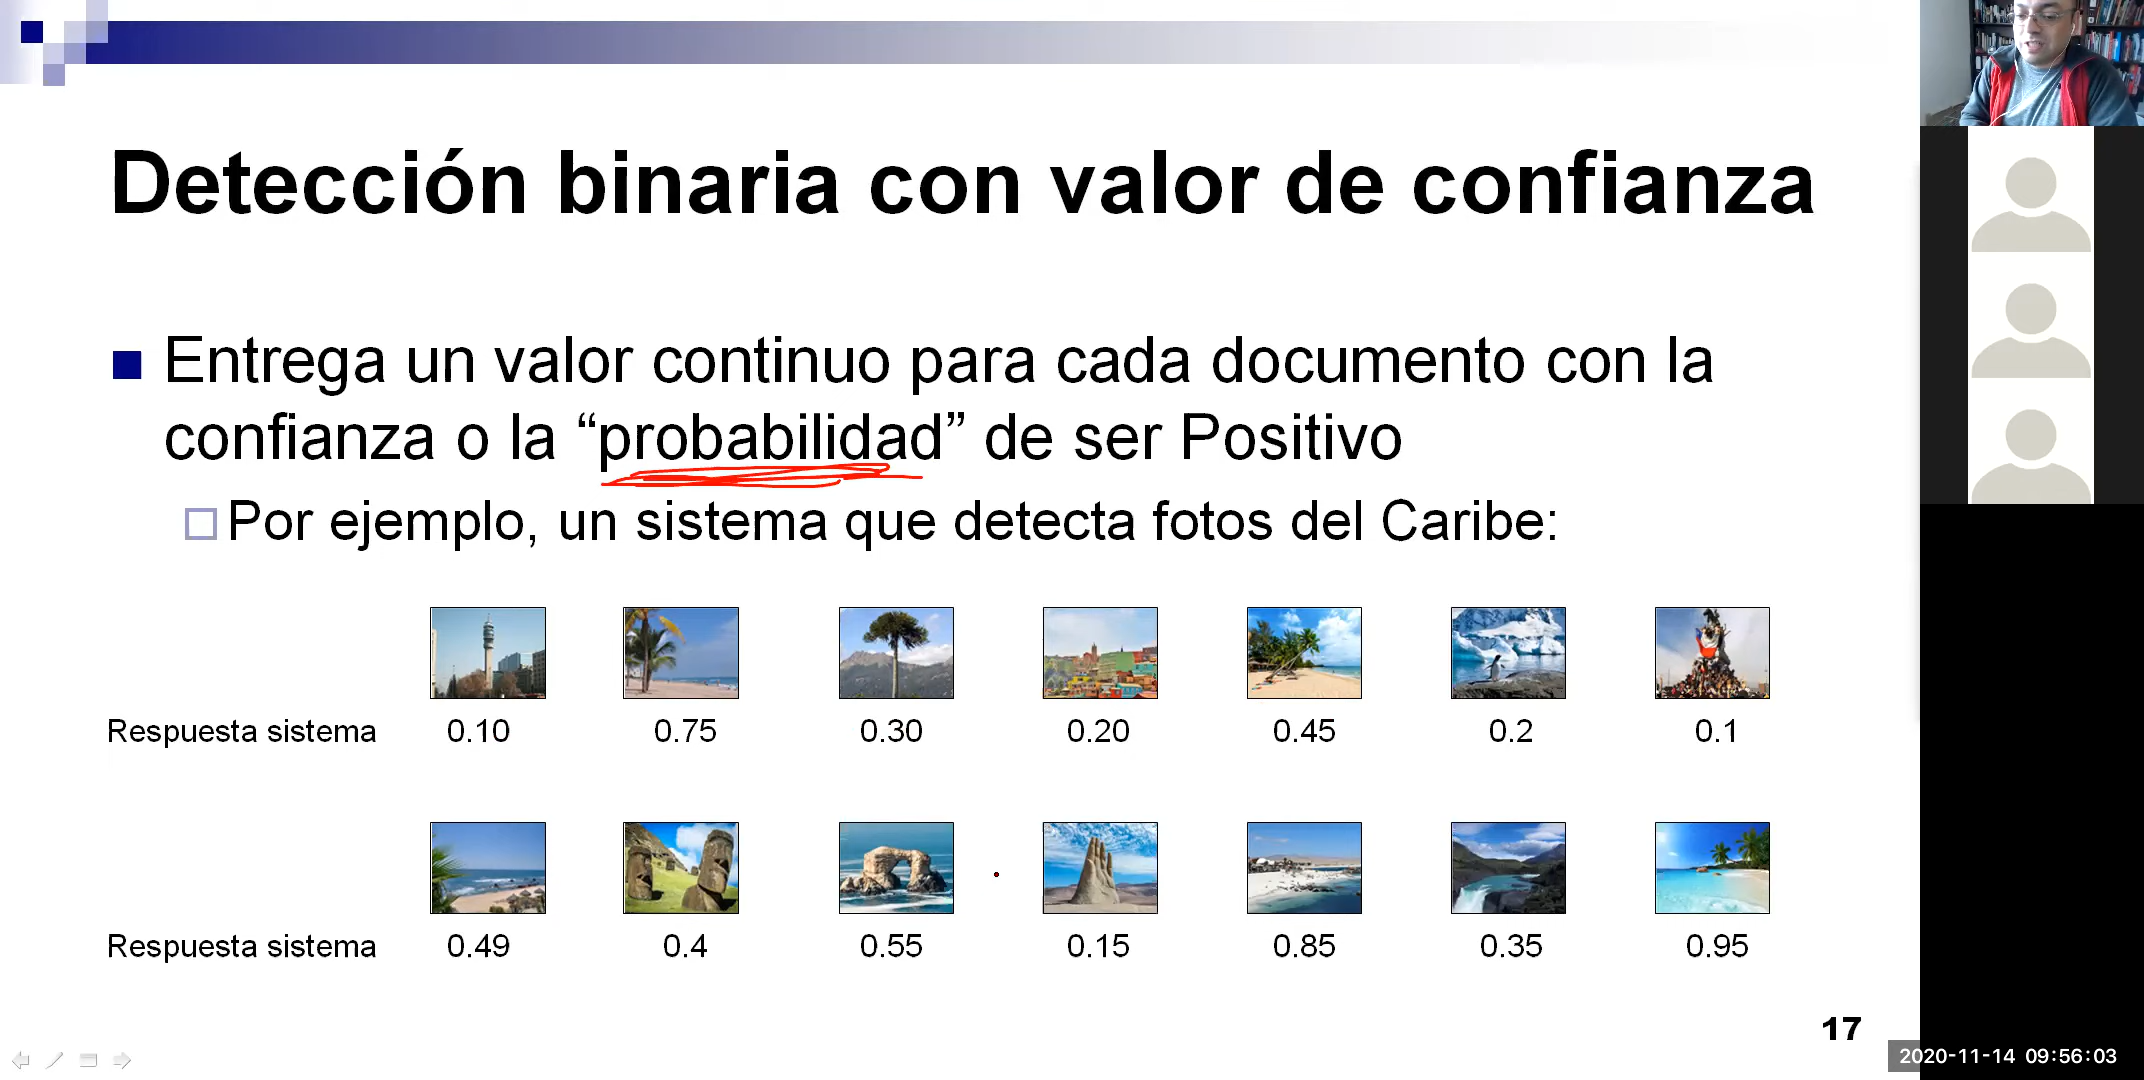 Detección binaria con valor de confianza
Entrega un valor continuo para cada documento con la
confianza o la “probabilidad” de ser Positivo
Por ejemplo, un sistema que detecta fotos del Caribe:
Respuesta sistema 0.10 0.75 0.30 0.20 0.45 0.2 0.1
Respuesta sistema 0.49 0.4 0.55 0.15 0.85 0.35 0.95
17
2020-11-14 09:56:03